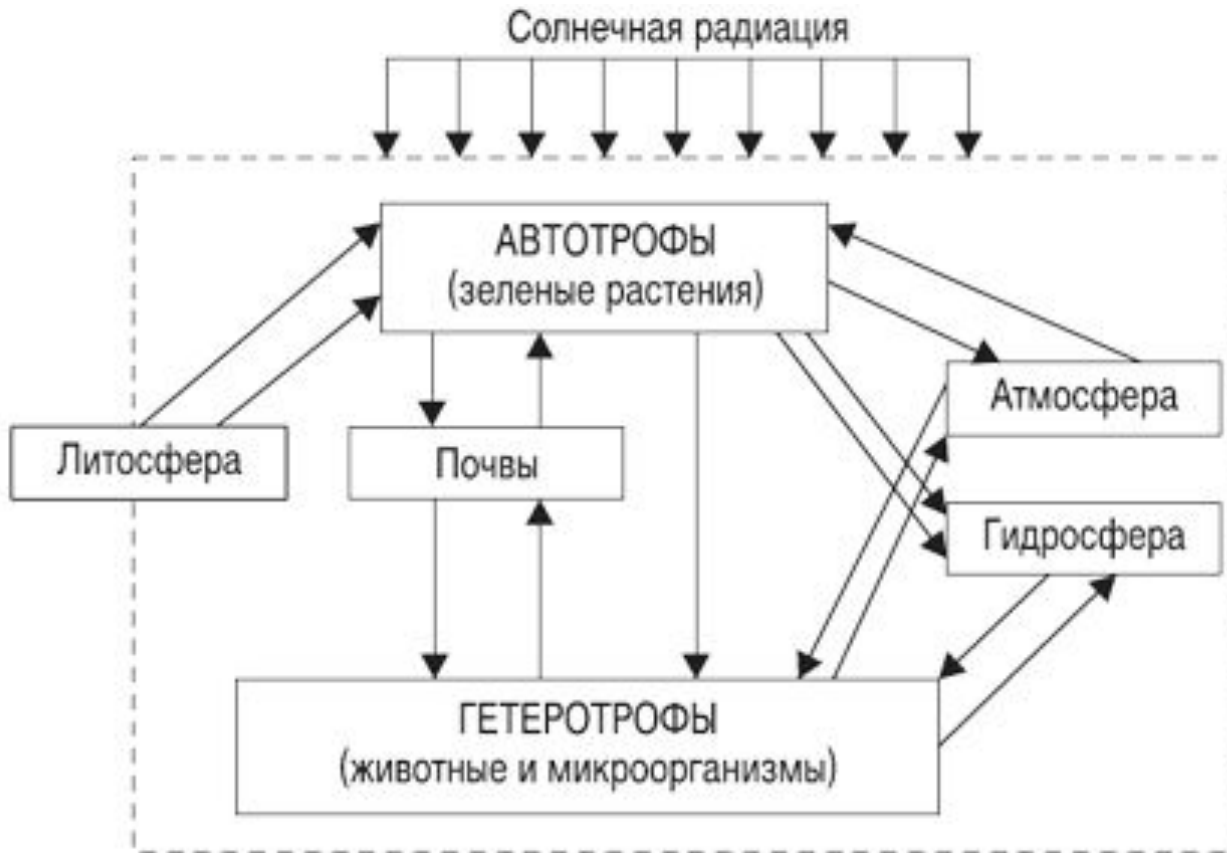 Солнечная радиация
АВТОТРОФЫ
(зеленые растения)
Атмосфера
Литосфера
Почвы
Гидросфера
ГЕТЕРОТРОФЫ
(животные и микроорганизмы)